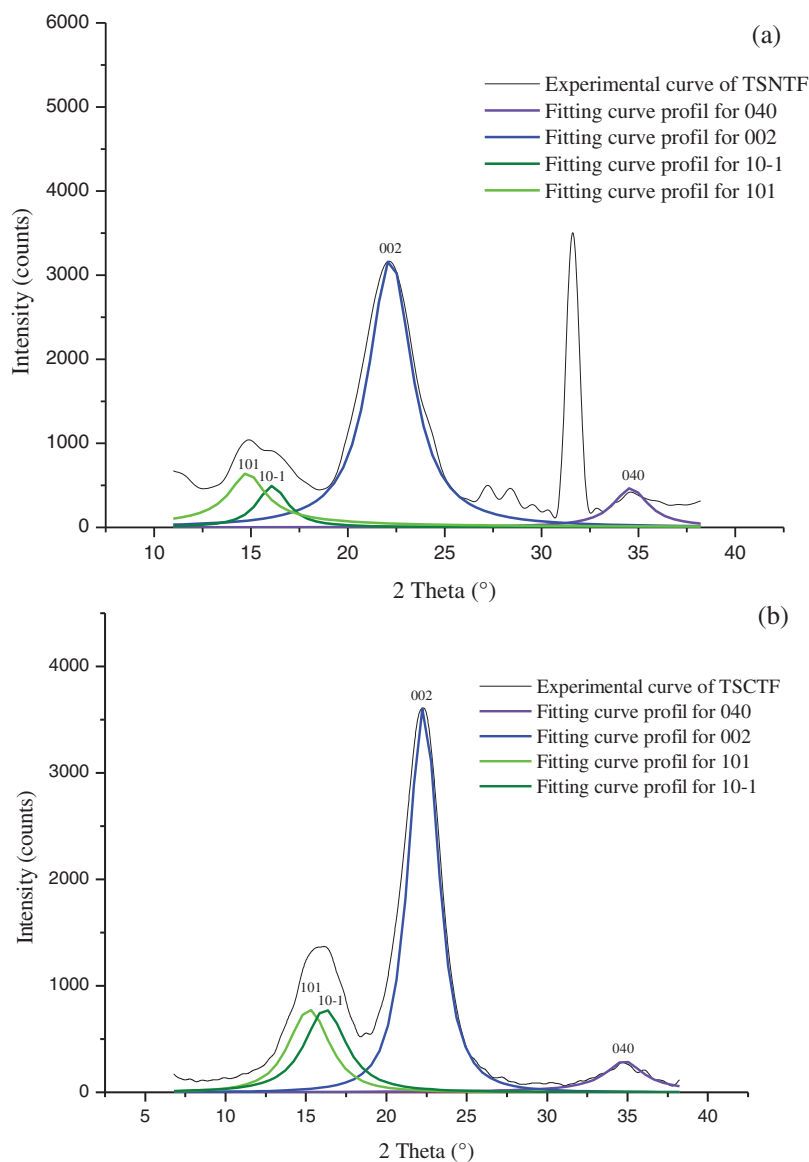 (a)
6000
5000
4000
3000
2000
1000
0
Intensity (counts)
Experimental curve of TSNTF
Fitting curve profil for 040
Fitting curve profil for 002
Fitting curve profil for 10-1
Fitting curve profil for 101
002
101
10-1
040
10 15 20 25 30 35 40
2 Theta (°)
(b)
4000
3000
2000
1000
0
Intensity (counts)
Experimental curve of TSCTF
Fitting curve profil for 040
Fitting curve profil for 002
Fitting curve profil for 101
Fitting curve profil for 10-1
002
101
10-1
040
5 10 15 20 25 30 35 40
2 Theta (°)